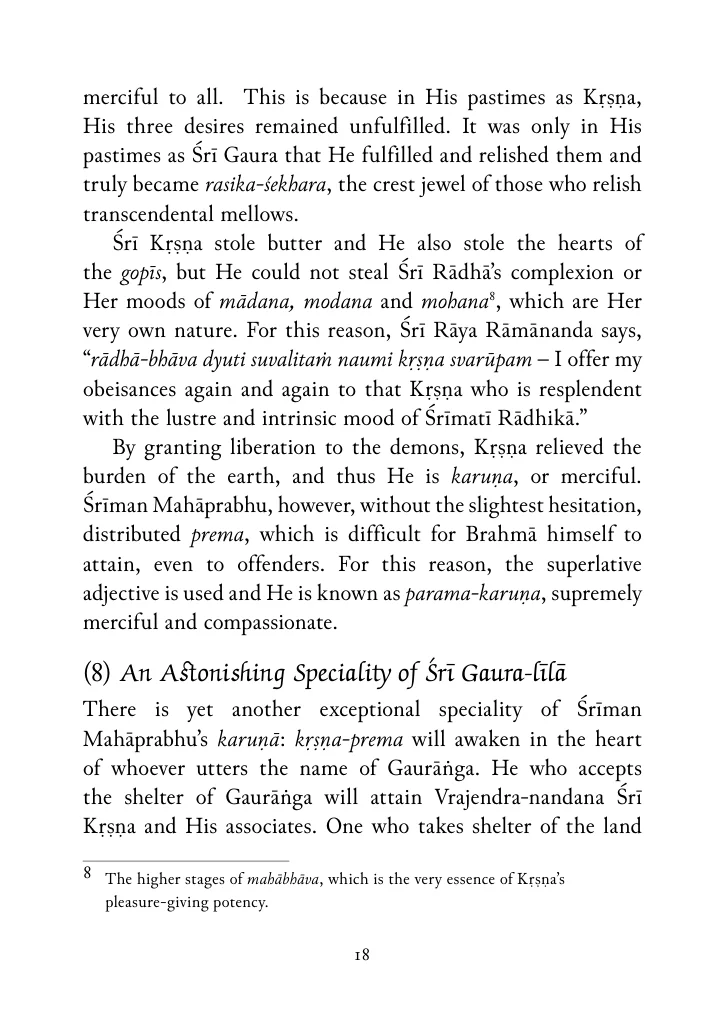 merciful to all.  This is because in His pastimes as Kṛṣṇa,
His three desires remained unfulfilled. It was only in His
pastimes as Śrī Gaura that He fulfilled and relished them and
truly became rasika-śekhara, the crest jewel of those who relish
transcendental mellows.
Śrī Kṛṣṇa stole butter and He also stole the hearts of
the gopīs, but He could not steal Śrī Rādhā’s complexion or
Her moods of mādana, modana and mohana⁸, which are Her
very own nature. For this reason, Śrī Rāya Rāmānanda says,
“rādhā-bhāva dyuti suvalitaṁ naumi kṛṣṇa svarūpam – I offer my
obeisances again and again to that Kṛṣṇa who is resplendent
with the lustre and intrinsic mood of Śrīmatī Rādhikā.”
By granting liberation to the demons, Kṛṣṇa relieved the
burden of the earth, and thus He is karuṇa, or merciful.
Śrīman Mahāprabhu, however, without the slightest hesitation,
distributed prema, which is difficult for Brahmā himself to
attain, even to offenders. For this reason, the superlative
adjective is used and He is known as parama-karuṇa, supremely
merciful and compassionate.
(8) An Astonishing Speciality of Śrī Gaura-līlā
There is yet another exceptional speciality of Śrīman
Mahāprabhu’s karuṇā: kṛṣṇa-prema will awaken in the heart
of whoever utters the name of Gaurāṅga. He who accepts
the shelter of Gaurāṅga will attain Vrajendra-nandana Śrī
Kṛṣṇa and His associates. One who takes shelter of the land
8 The higher stages of mahābhāva, which is the very essence of Kṛṣṇa’s
pleasure-giving potency.
18